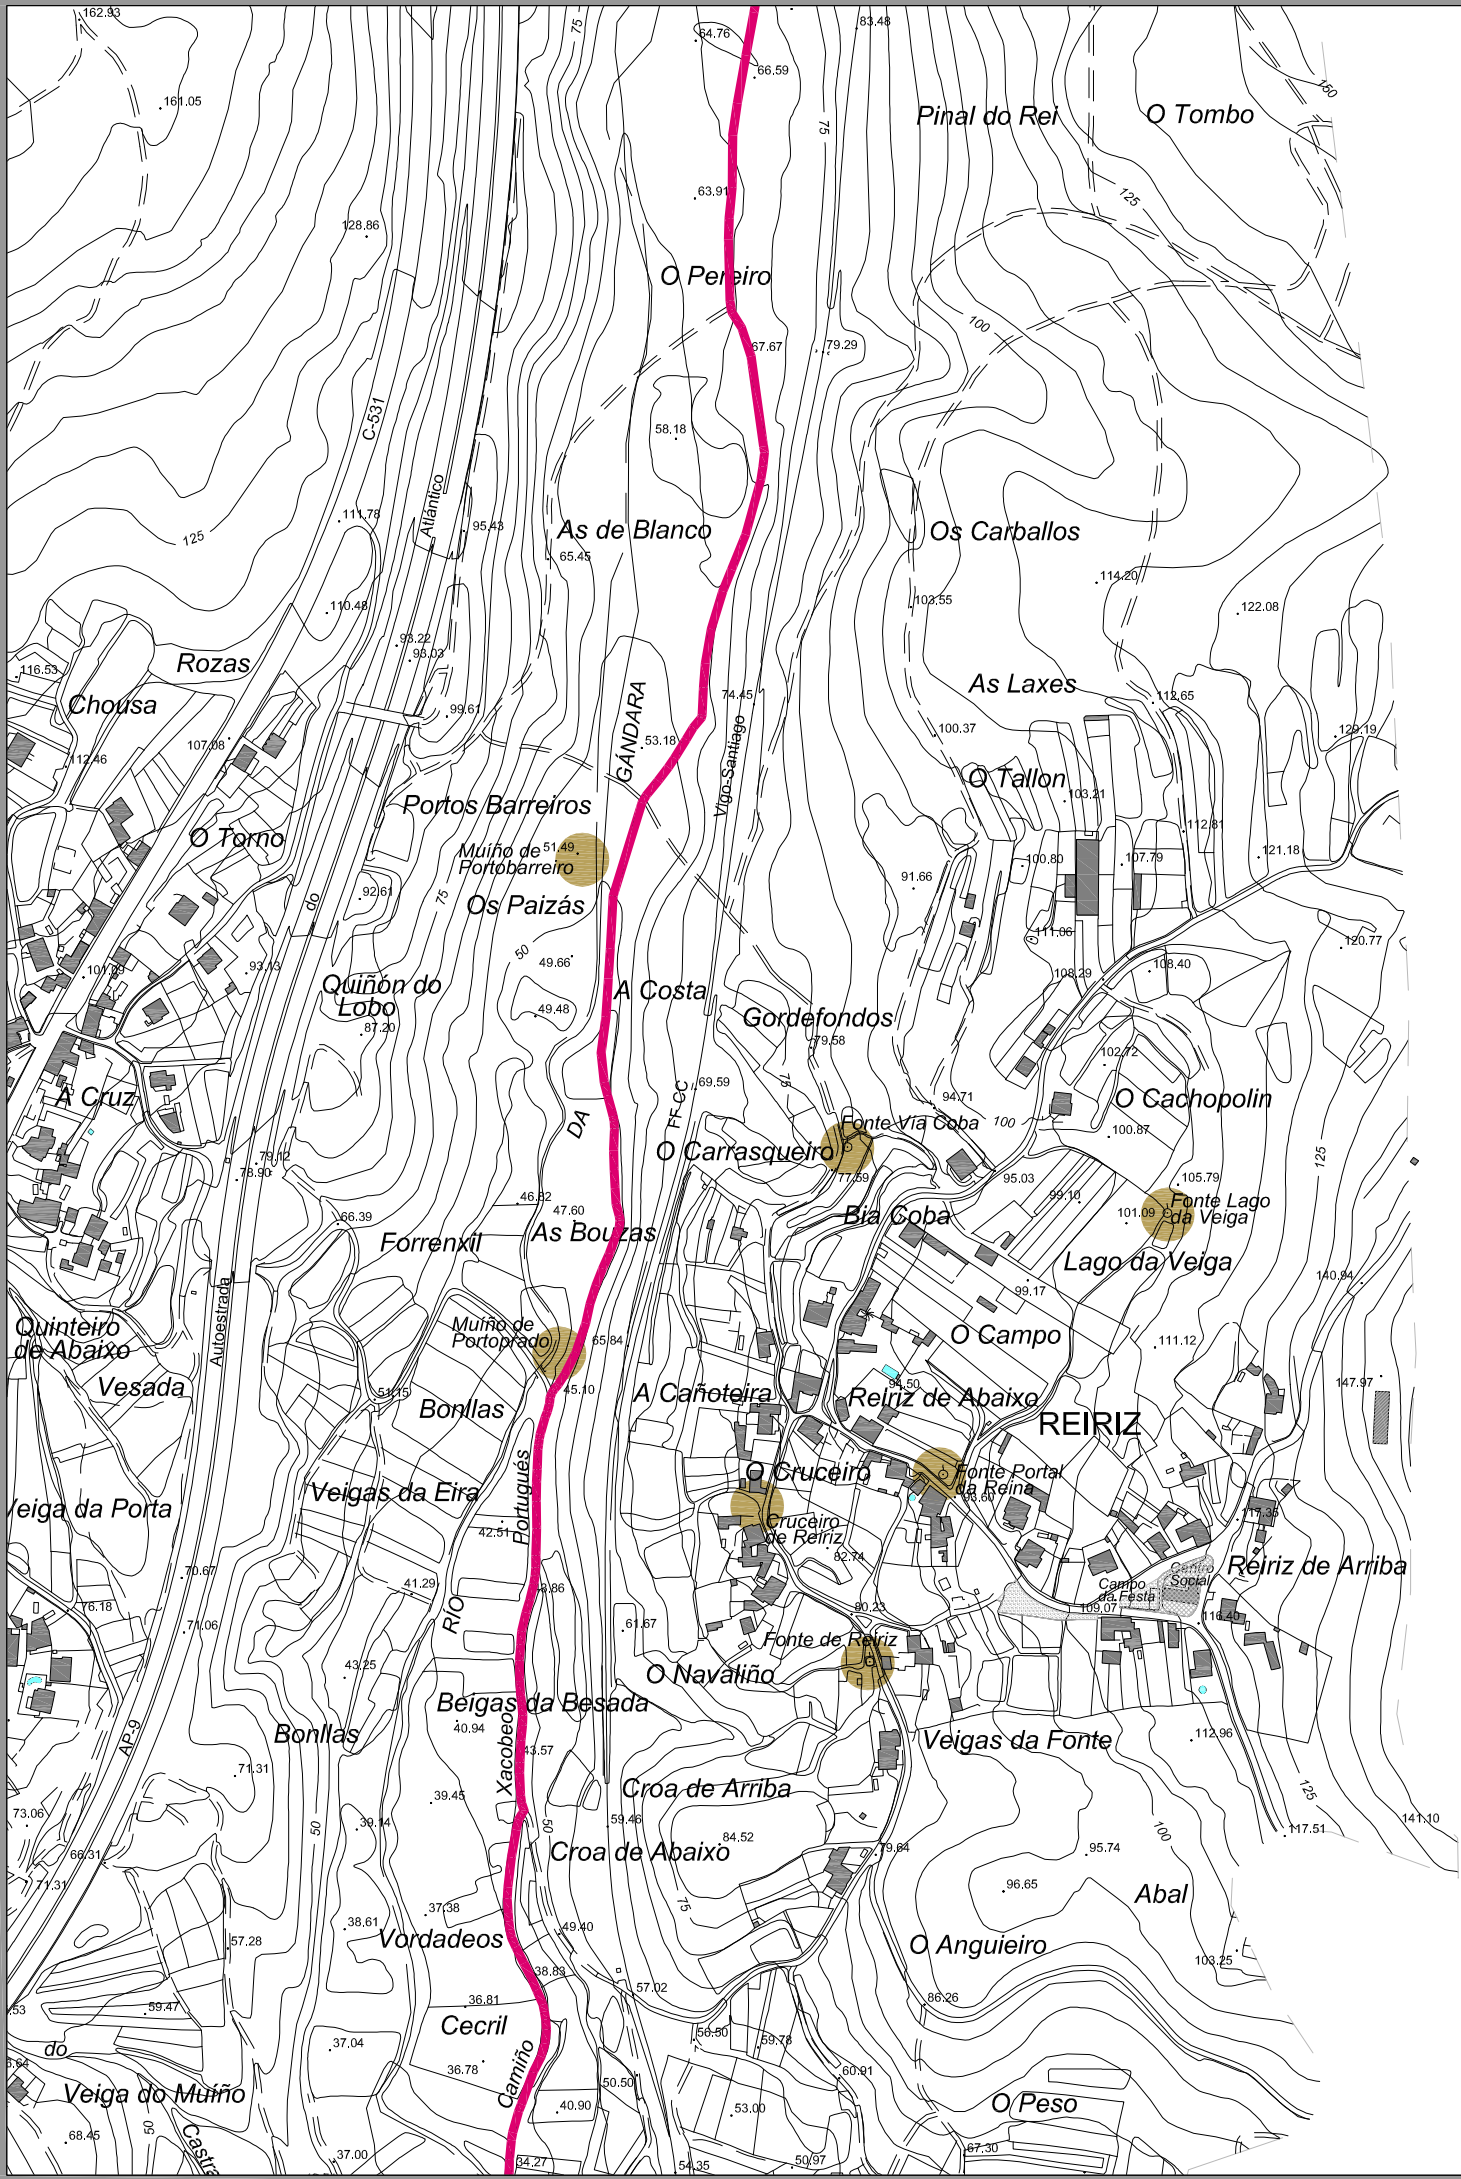 162.93
75
64.76
83.48
66.59
150
161.05
Pinal do Rei
O Tombo
75
63.91
125
128.86
O Pereiro
100
67.67
79.29
C-531
58.18
Atlántico
111.78
95.43
As de Blanco
Os Carballos
125
65.45
114.20
110.48
103.55
122.08
93.22
93.03
Rozas
116.53
As Laxes
Chousa
74.45
112.65
99.61
GÁNDARA
107.08
53.18
100.37
129.19
112.46
Vigo-Santiago
O Tallon
Portos Barreiros
103.21
O Torno
112.81
Muíño de
Portobarreiro
51.49
100.80
107.79
121.18
92.61
91.66
75
do
Os Paizás
111.06
120.77
50
49.66
101.09
93.13
108.29
108.40
Quiñón do
Lobo
A Costa
49.48
Gordefondos
87.20
79.58
102.72
75
69.59
A Cruz
94.71
O Cachopolin
FF-CC
DA
Fonte Vía Coba
100
100.87
O Carrasqueiro
79.12
78.90
77.59
95.03
105.79
125
99.10
46.82
47.60
66.39
Bia Coba
101.09
Fonte Lago
da Veiga
Forrenxil
As Bouzas
Lago da Veiga
140.94
99.17
Autoestrada
Muíño de
Portoprado
Quinteiro
de Abaixo
65.84
O Campo
111.12
Vesada
51.15
45.10
A Cañoteira
94.50
Reiriz de Abaixo
147.97
Bonllas
REIRIZ
O Cruceiro
Fonte Portal
da Reina
93.60
Veigas da Eira
Portugués
Veiga da Porta
Cruceiro
de Reiriz
117.35
42.51
82.74
70.67
41.29
43.86
Centro
Social
Reiriz de Arriba
Campo
da Festa
76.18
80.23
109.07
116.40
RÍO
71.06
61.67
Fonte de Reiriz
43.25
O Navaliño
Beigas da Besada
Bonllas
40.94
Veigas da Fonte
112.96
AP-9
Xacobeo
43.57
71.31
Croa de Arriba
125
39.45
73.06
39.14
50
50
59.46
84.52
141.10
117.51
100
66.31
Croa de Abaixo
79.64
95.74
71.31
96.65
Abal
75
37.38
38.61
49.40
Vordadeos
57.28
O Anguieiro
103.25
38.83
57.02
36.81
86.26
59.47
Cecril
56.50
59.78
37.04
do
36.78
60.91
Veiga do Muíño
Camiño
50.50
40.90
53.00
O Peso
50
68.45
37.00
34.27
54.35
50.97
67.30